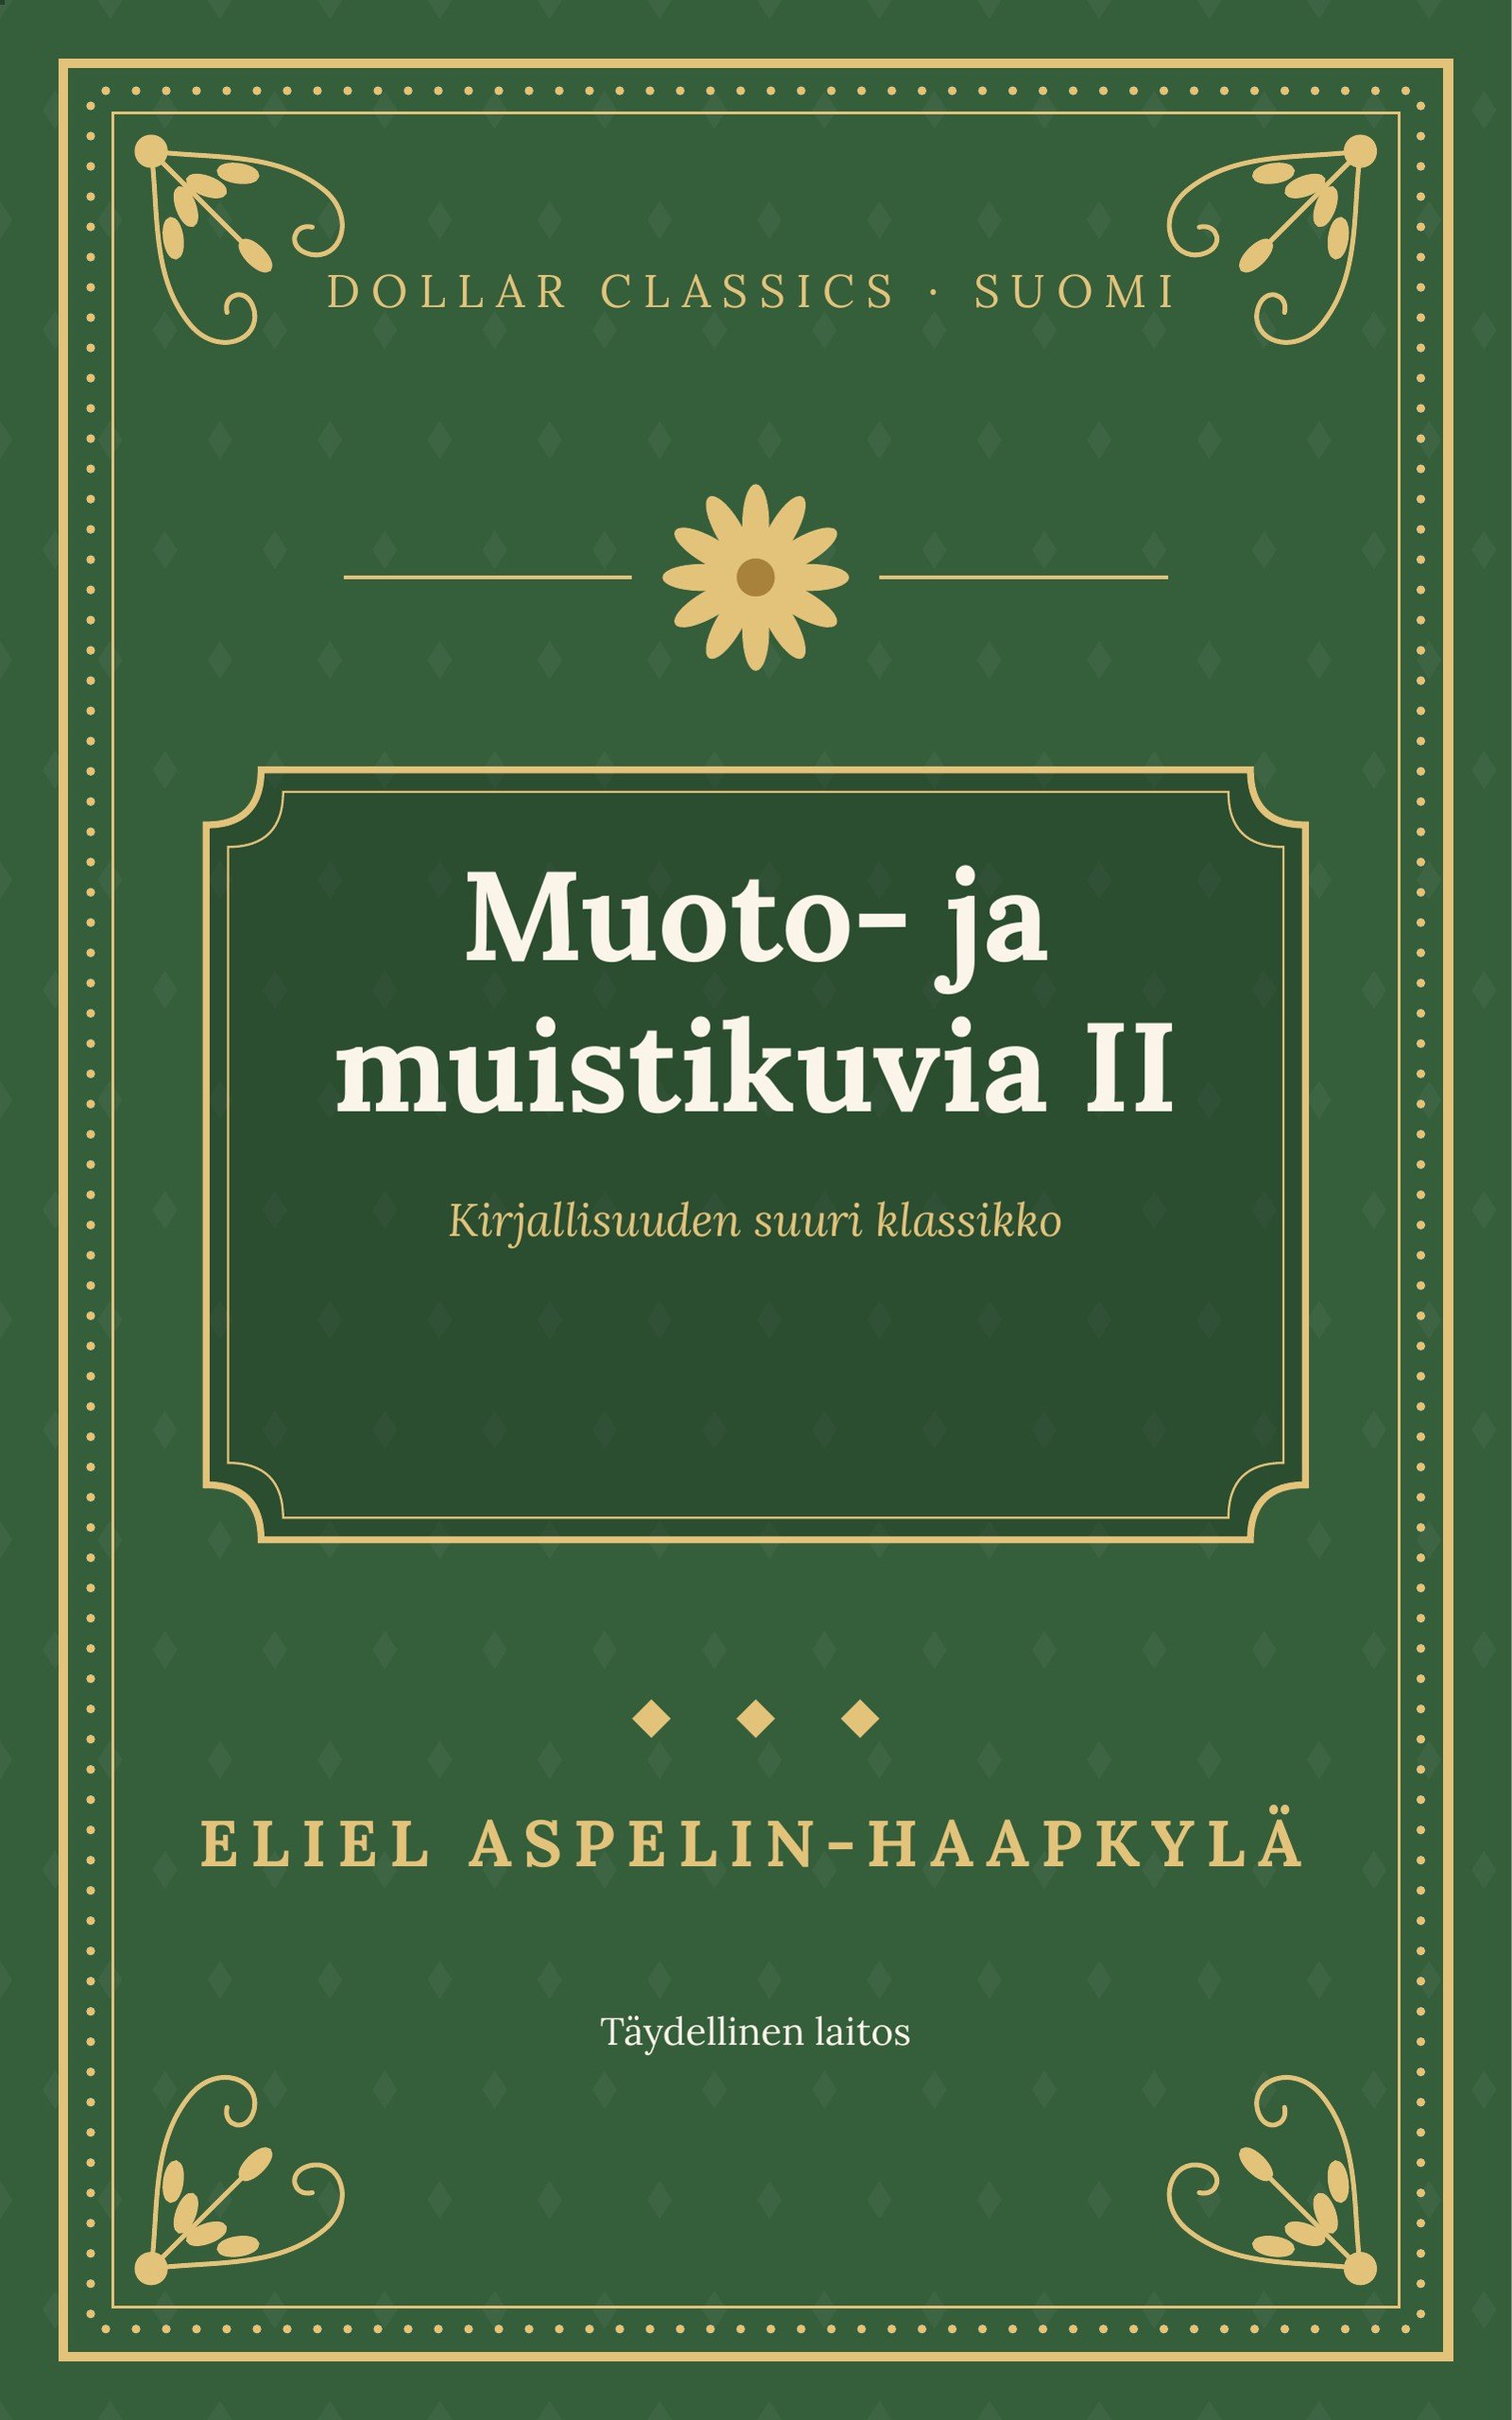 DOLLAR CLASSICS · SUOMI
Muoto- ja
muistikuvia II
Kirjallisuuden suuri klassikko
ELIEL ASPELIN-HAAPKYLÄ
Täydellinen laitos